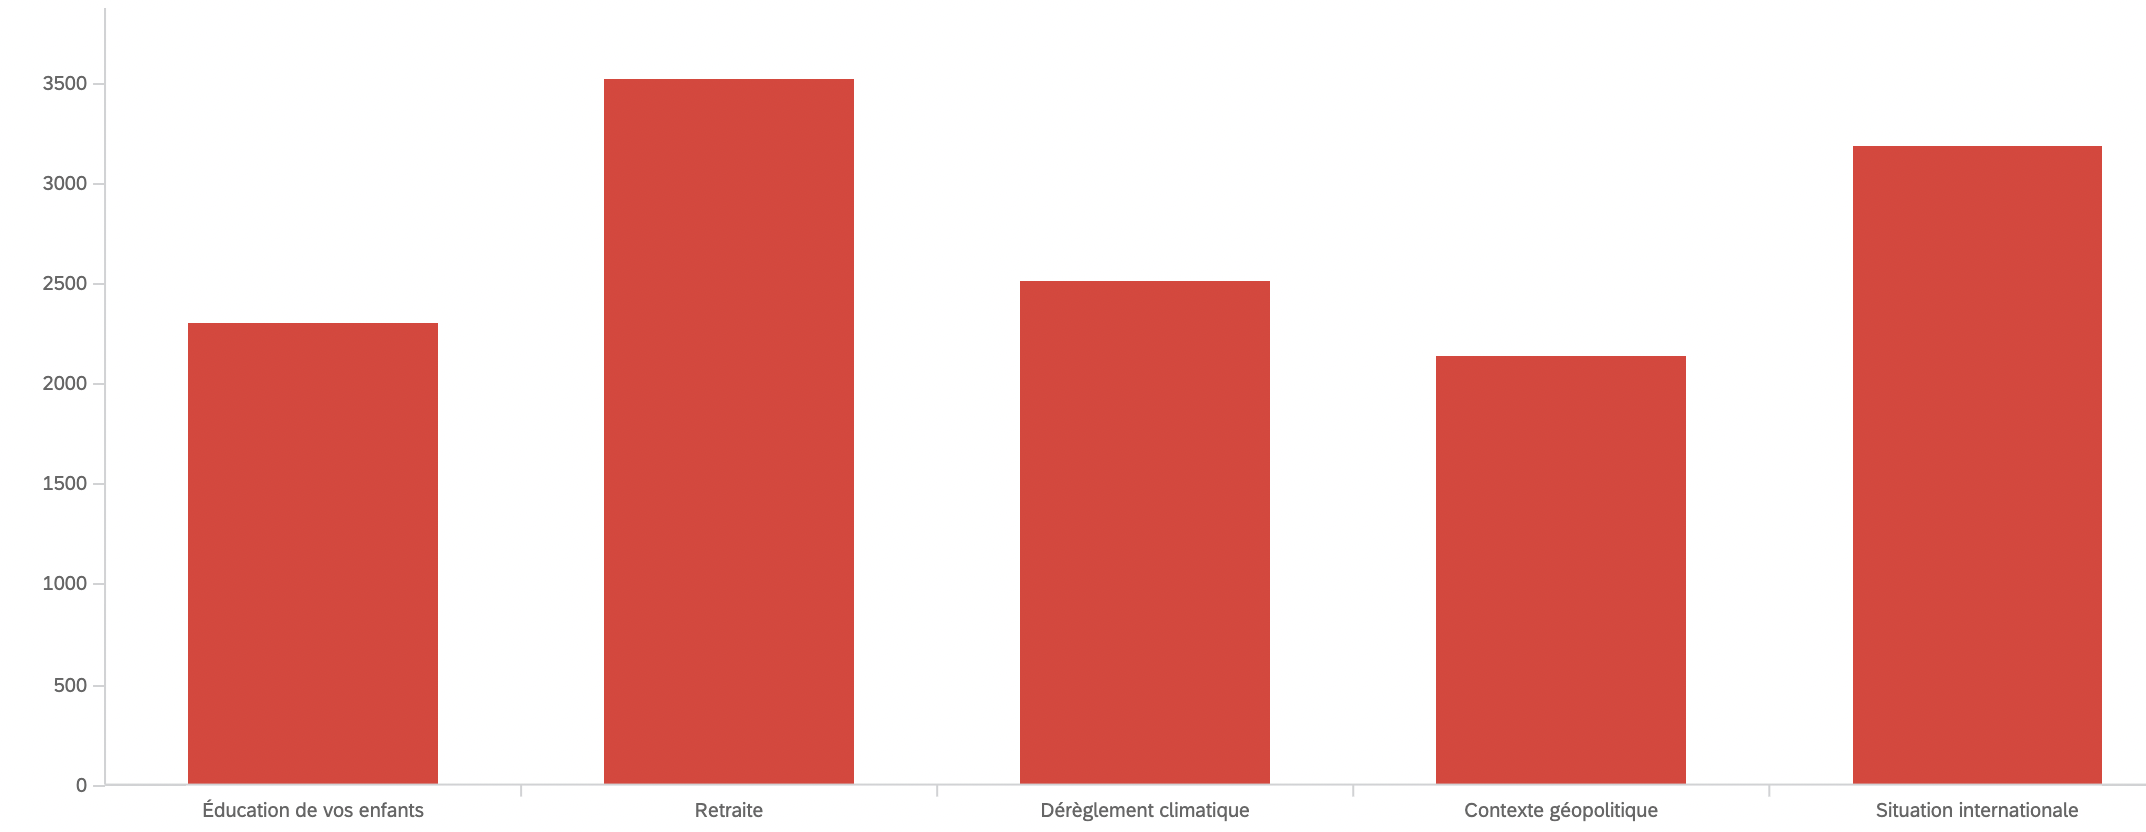 3500
3000
2500
2000
1500
1000
500
0
Éducation de vos enfants
Retraite
Dérèglement climatique
Contexte géopolitique
Situation internationale